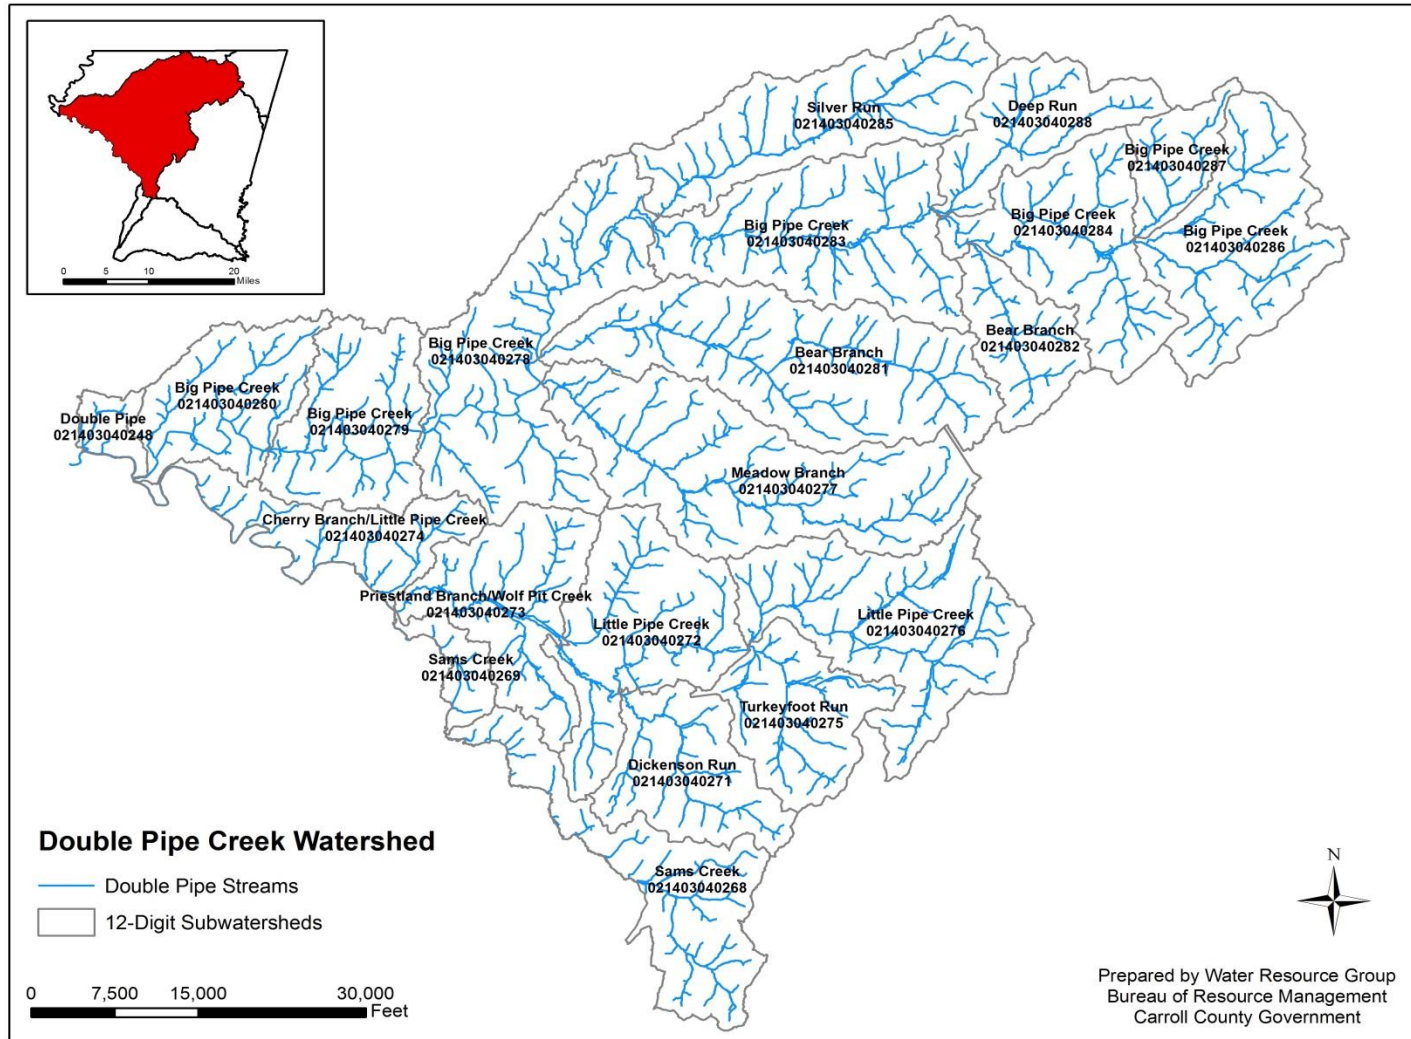 0 5 10 20
Miles
Silver Run
021403040285
Deep Run
021403040288
Big Pipe Creek
021403040287
Big Pipe Creek
021403040284
Big Pipe Creek
021403040283
Big Pipe Creek
021403040286
Bear Branch
021403040282
Big Pipe Creek
021403040278
Bear Branch
021403040281
Big Pipe Creek
021403040280
Big Pipe Creek
021403040279
Double Pipe
021403040248
Meadow Branch
021403040277
Cherry Branch/Little Pipe Creek
021403040274
Priestland Branch/Wolf Pit Creek
021403040273
Little Pipe Creek
021403040272
Little Pipe Creek
021403040276
Sams Creek
021403040269
Turkeyfoot Run
021403040275
Dickenson Run
021403040271
Sams Creek
021403040268
Double Pipe Creek Watershed
Double Pipe Streams
12-Digit Subwatersheds
0 7,500 15,000 30,000
Feet
N
Prepared by Water Resource Group
Bureau of Resource Management
Carroll County Government